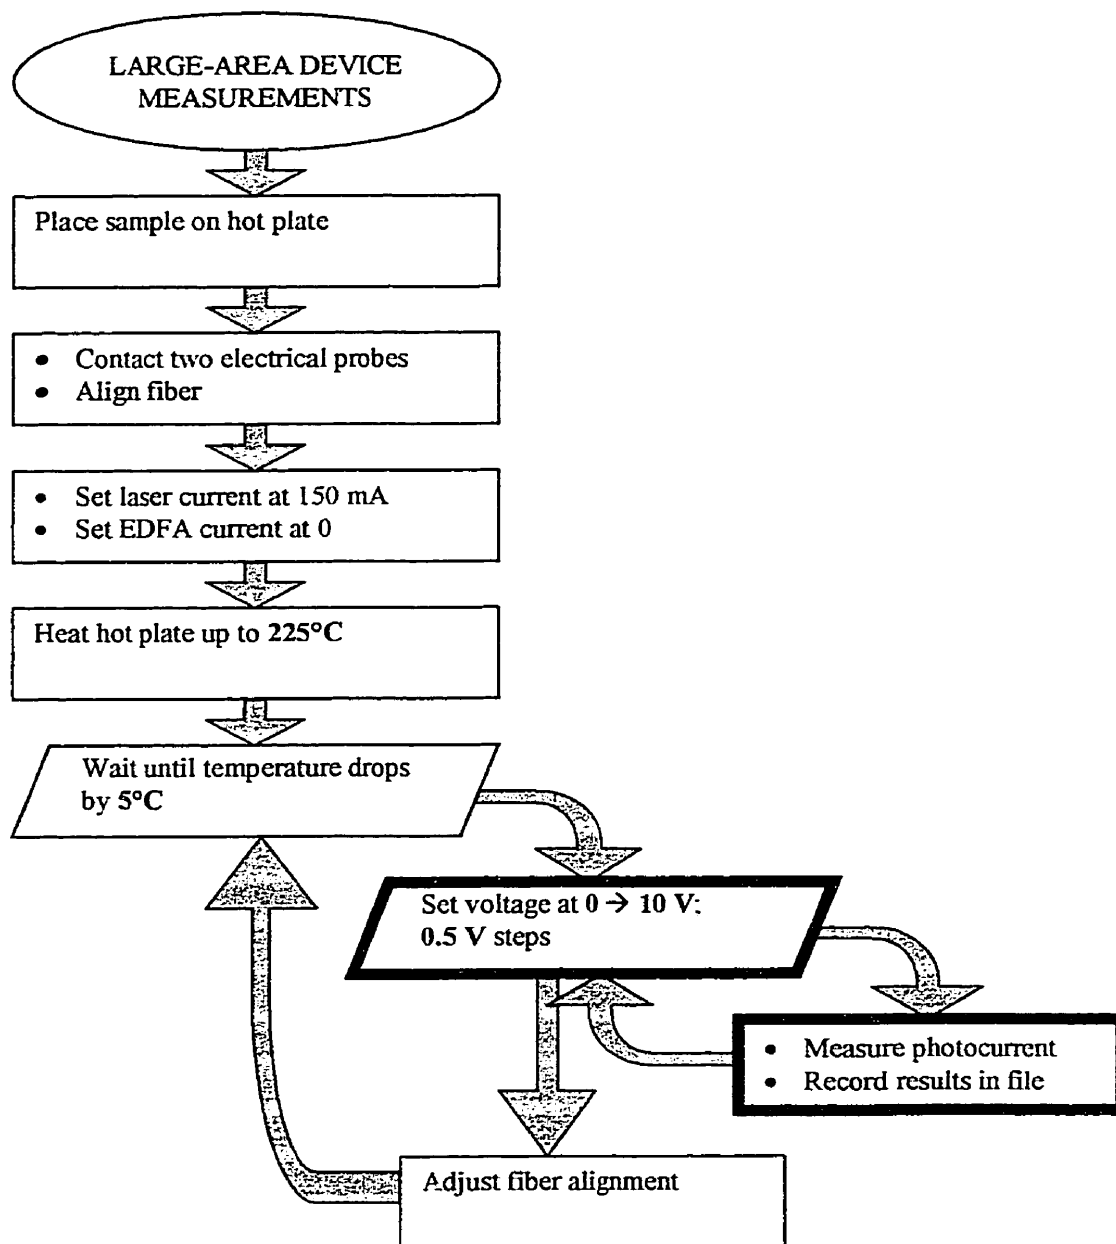 LARGE-AREA DEVICE
MEASUREMENTS
Place sample on hot plate
• Contact two electrical probes
• Align fiber
• Set laser current at 150 mA
• Set EDFA current at 0
Heat hot plate up to 225°C
Wait until temperature drops
by 5°C
Set voltage at 0 → 10 V:
0.5 V steps
• Measure photocurrent
• Record results in file
Adjust fiber alignment